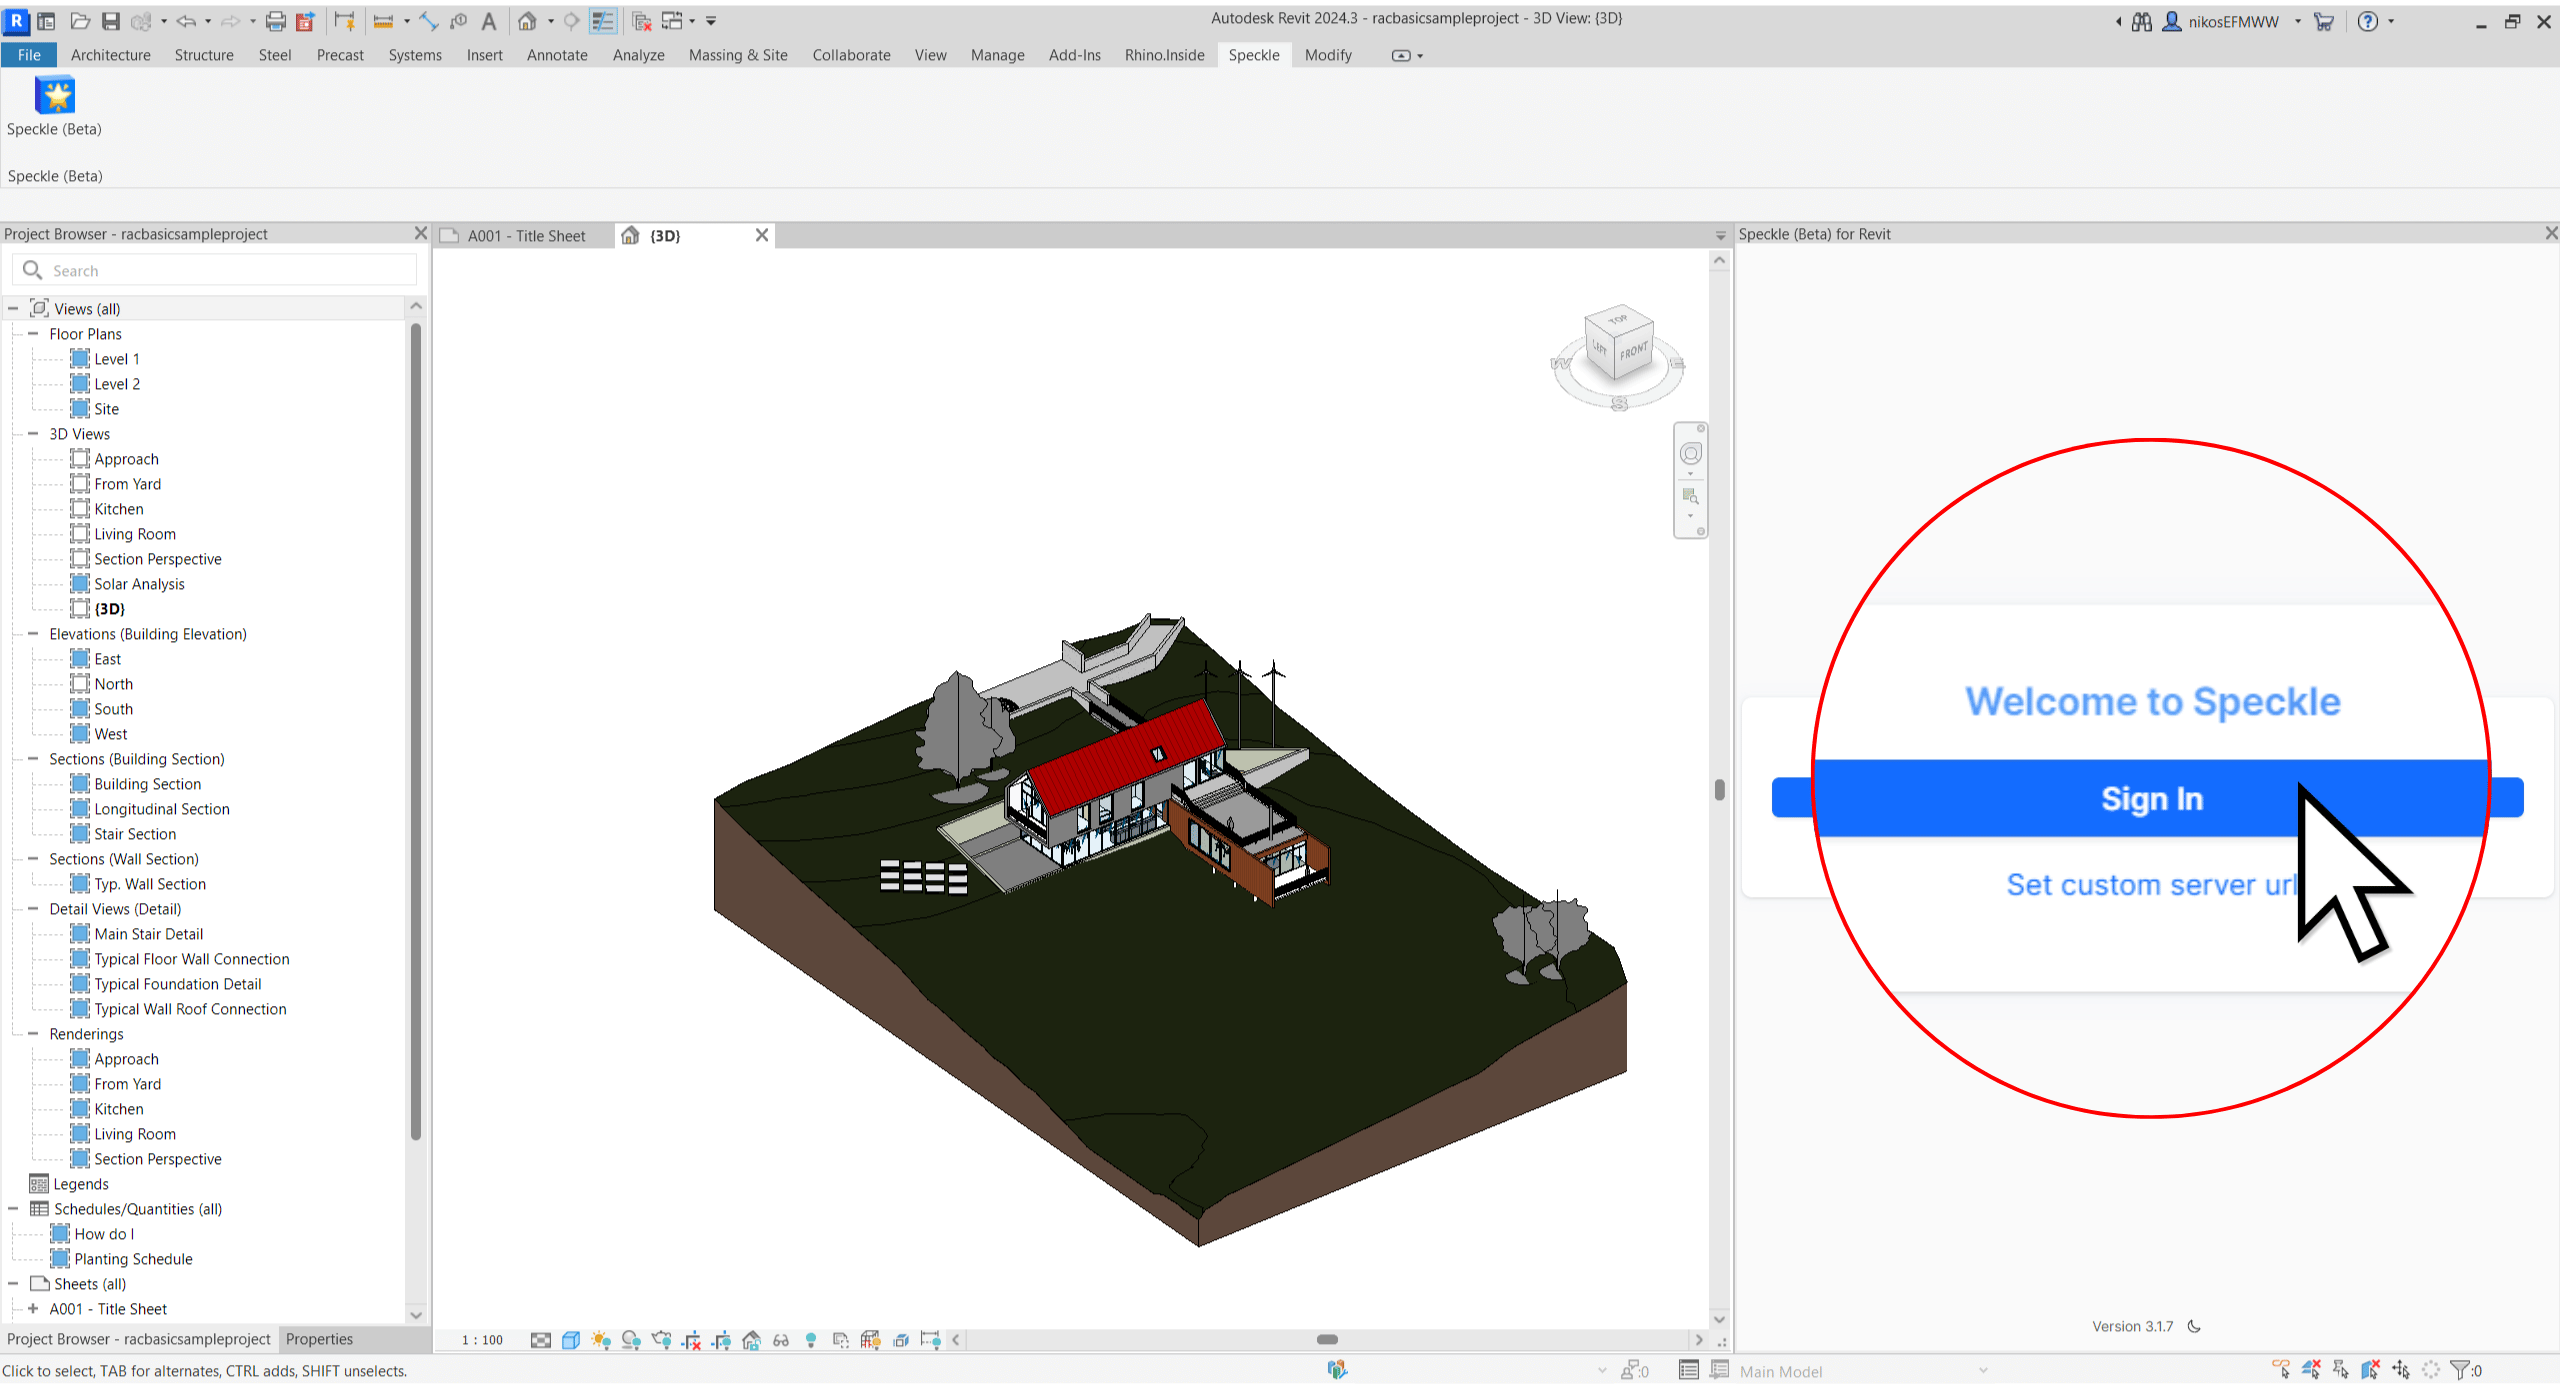 Autodesk Revit 2024.3 - racbasicsampleproject - 3D View: {3D}
nikosEFMWW
File Architecture Structure Steel Precast Systems Insert Annotate Analyze Massing & Site Collaborate View Manage Add-Ins Rhino.Inside Speckle Modify
Speckle (Beta)
Speckle (Beta)
Project Browser - racbasicsampleproject
Search
Views (all)
Floor Plans
Level 1
Level 2
Site
3D Views
Approach
From Yard
Kitchen
Living Room
Section Perspective
Solar Analysis
{3D}
Elevations (Building Elevation)
East
North
South
West
Sections (Building Section)
Building Section
Longitudinal Section
Stair Section
Sections (Wall Section)
Typ. Wall Section
Detail Views (Detail)
Main Stair Detail
Typical Floor Wall Connection
Typical Foundation Detail
Typical Wall Roof Connection
Renderings
Approach
From Yard
Kitchen
Living Room
Section Perspective
Legends
Schedules/Quantities (all)
How do I
Planting Schedule
Sheets (all)
A001 - Title Sheet
Project Browser - racbasicsampleproject Properties
A001 - Title Sheet {3D}
TOP
LEFT FRONT
W E
S
1 : 100
Speckle (Beta) for Revit
Welcome to Speckle
Sign In
Set custom server url
Version 3.1.7
Click to select, TAB for alternates, CTRL adds, SHIFT unselects.
:0
Main Model
:0